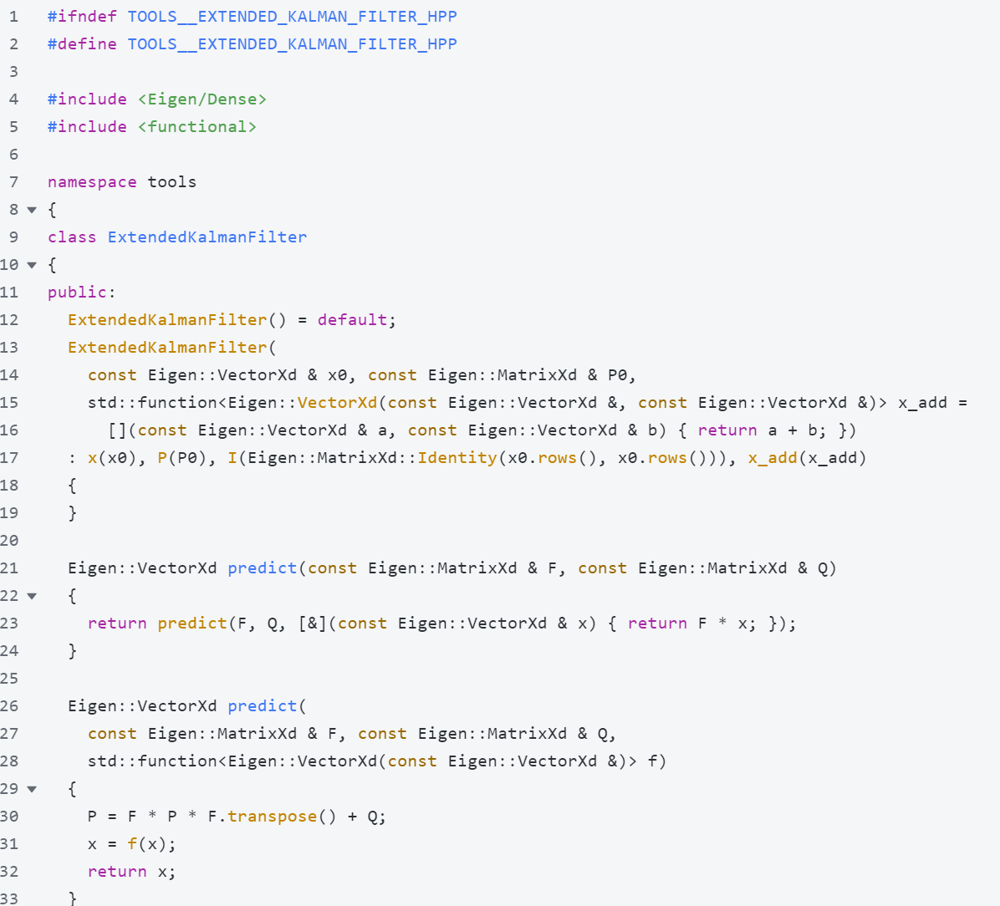 1 #ifndef TOOLS__EXTENDED_KALMAN_FILTER_HPP
2 #define TOOLS__EXTENDED_KALMAN_FILTER_HPP
3
4 #include <Eigen/Dense>
5 #include <functional>
6
7 namespace tools
8 {
9 class ExtendedKalmanFilter
10 {
11 public:
12   ExtendedKalmanFilter() = default;
13   ExtendedKalmanFilter(
14     const Eigen::VectorXd & x0, const Eigen::MatrixXd & P0,
15     std::function<Eigen::VectorXd(const Eigen::VectorXd &, const Eigen::VectorXd &)> x_add =
16       [](const Eigen::VectorXd & a, const Eigen::VectorXd & b) { return a + b; })
17   : x(x0), P(P0), I(Eigen::MatrixXd::Identity(x0.rows(), x0.rows())), x_add(x_add)
18   {
19   }
20
21   Eigen::VectorXd predict(const Eigen::MatrixXd & F, const Eigen::MatrixXd & Q)
22   {
23     return predict(F, Q, [&](const Eigen::VectorXd & x) { return F * x; });
24   }
25
26   Eigen::VectorXd predict(
27     const Eigen::MatrixXd & F, const Eigen::MatrixXd & Q,
28     std::function<Eigen::VectorXd(const Eigen::VectorXd &)> f)
29   {
30     P = F * P * F.transpose() + Q;
31     x = f(x);
32     return x;
33   }